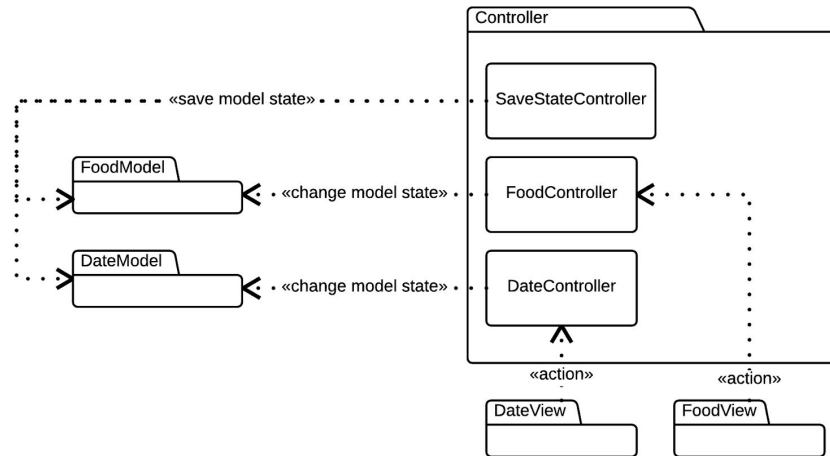 Controller
SaveStateController
«save model state»
FoodModel
«change model state»
FoodController
DateModel
«change model state»
DateController
«action»
«action»
DateView
FoodView